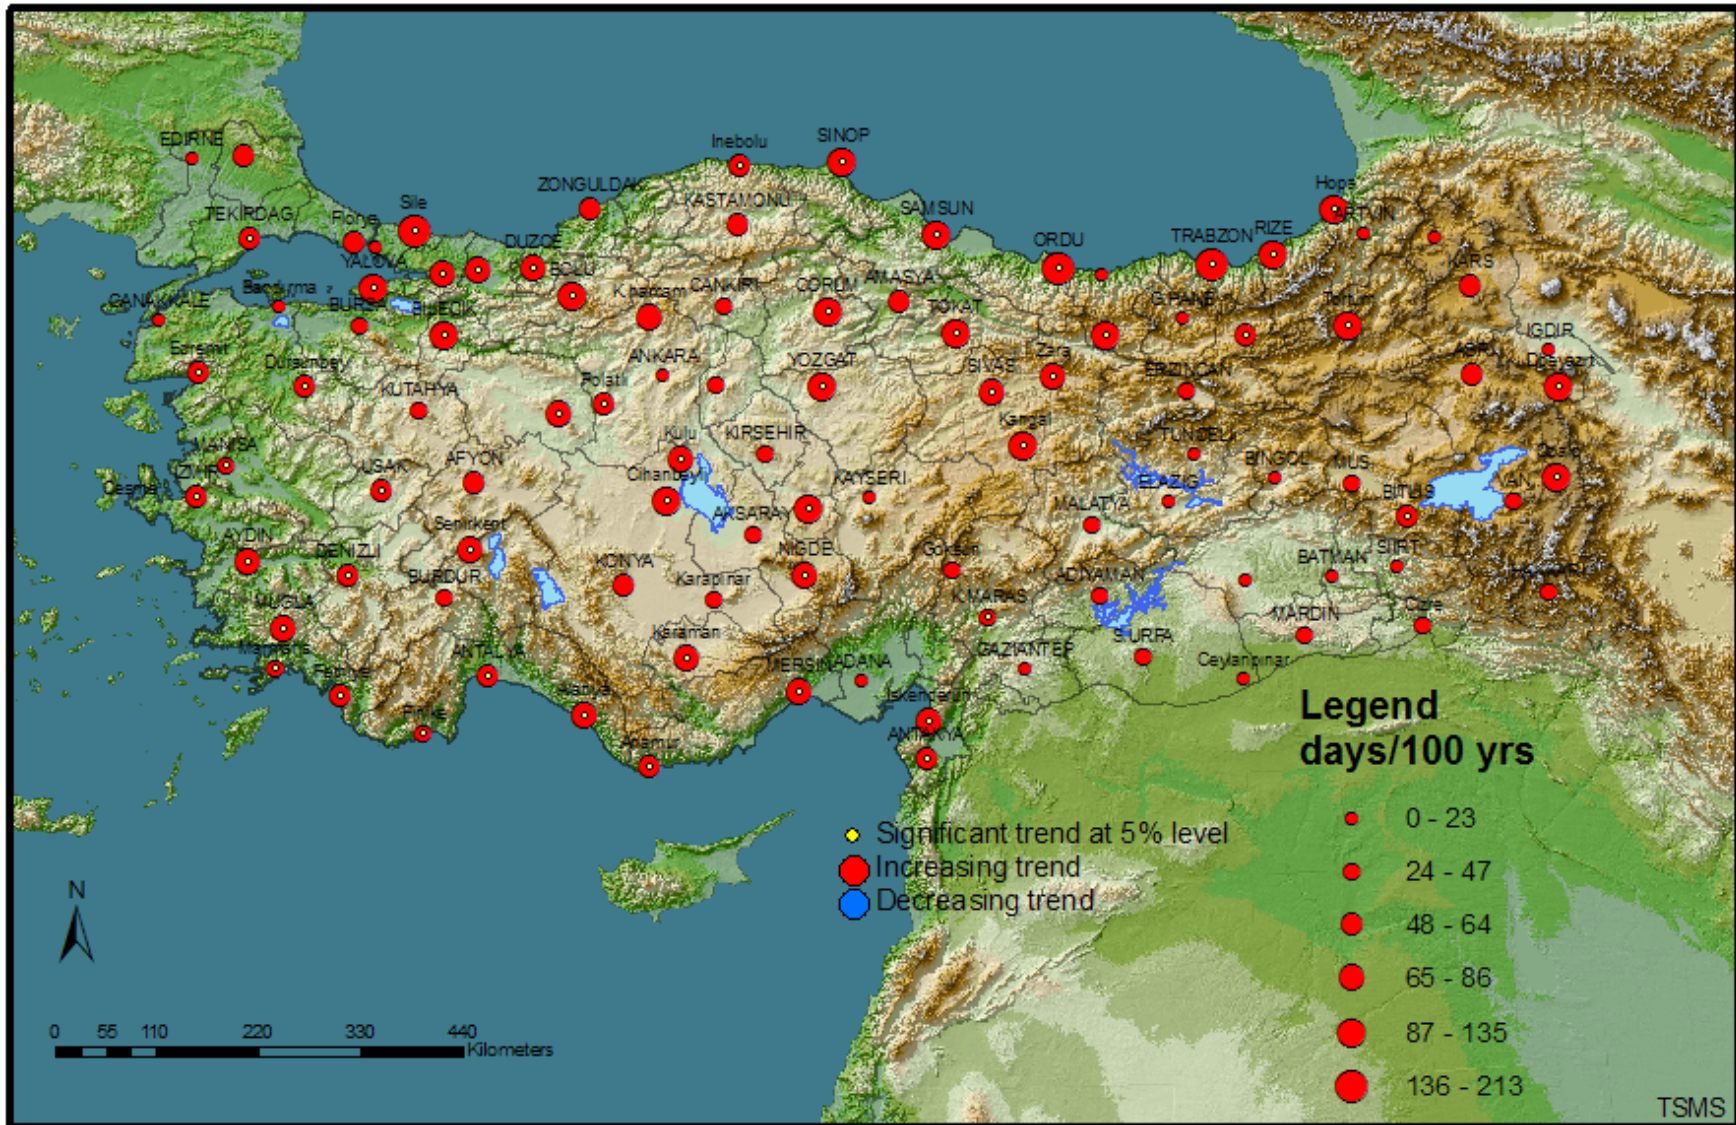 Inebolu
SINOP
EDIRNE
ZONGULDAK
KASTAMONU
Hopa
ARTVIN
TEKIRDAG
Florya
Sile
SAMSUN
DUZCE
ORDU
TRABZON
RIZE
YALOVA
BOLU
KARS
CANAKKALE
Bandirma
BURSA
BILECIK
K.hamam
CANKIRI
CORUM
AMASYA
TOKAT
G.HANE
Tortum
IGDIR
Edremit
Dursunbey
ANKARA
YOZGAT
Zara
SIVAS
ERZINCAN
AGRI
KUTAHYA
Polatli
Kangal
MANISA
IZMIR
Cesme
USAK
AFYON
Kulu
KIRSEHIR
TUNCELI
BINGOL
MUS
Cihanbeyli
KAYSERI
MALATYA
ELAZIG
BITLIS
VAN
AYDIN
DENIZLI
Senirkent
AKSARAY
NIGDE
Goksun
BATMAN
SIIRT
HAKKARI
BURDUR
KONYA
Karapinar
ADIYAMAN
K.MARAS
MARDIN
Cizre
MUGLA
Marmaris
Fethiye
ANTALYA
Karaman
MERSIN
ADANA
GAZIANTEP
S.URFA
Ceylanpinar
Finike
Alanya
Iskenderun
Anamur
ANTAKYA
Legend
days/100 yrs
0 - 23
24 - 47
48 - 64
65 - 86
87 - 135
136 - 213
Significant trend at 5% level
Increasing trend
Decreasing trend
N
0 55 110 220 330 440
Kilometers
TSMS